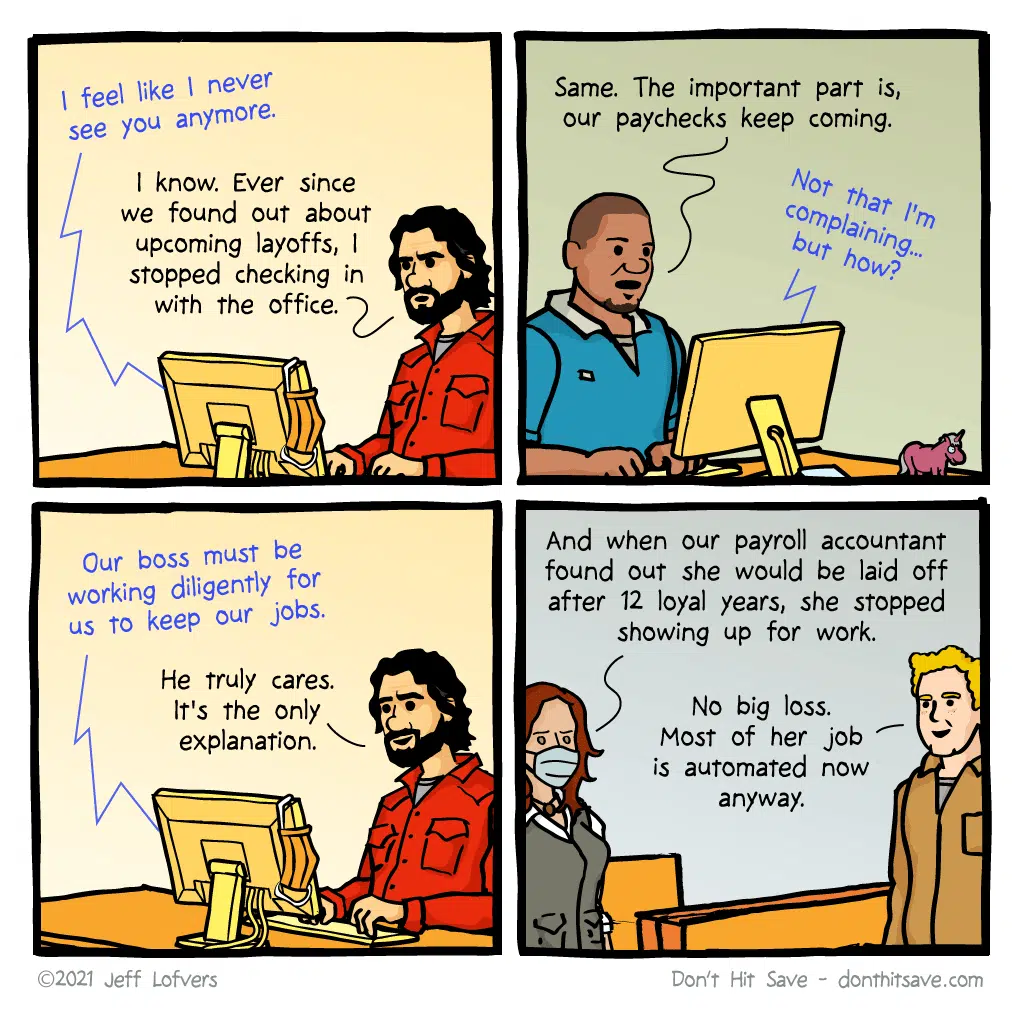 I feel like I never
see you anymore.
I know. Ever since
we found out about
upcoming layoffs, I
stopped checking in
with the office.
Same. The important part is,
our paychecks keep coming.
Not that I'm
complaining...
but how?
Our boss must be
working diligently for
us to keep our jobs.
He truly cares.
It's the only
explanation.
And when our payroll accountant
found out she would be laid off
after 12 loyal years, she stopped
showing up for work.
No big loss.
Most of her job
is automated now
anyway.
©2021 Jeff Lofvers
Don't Hit Save - donthitsave.com